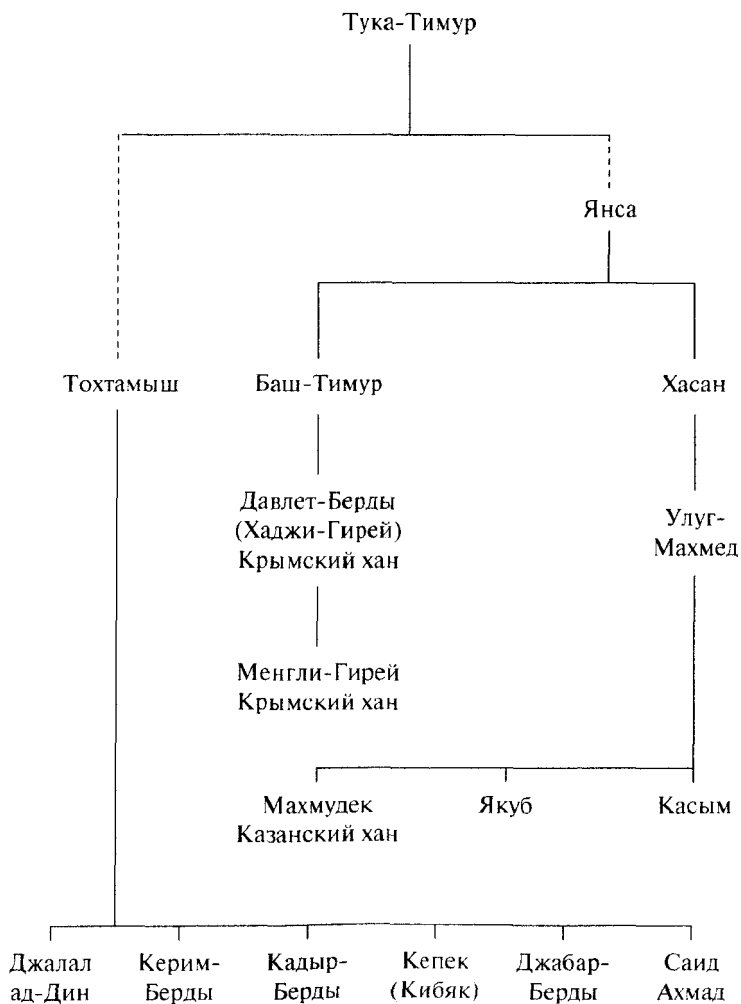 Тука-Тимур
Янса
Тохтамыш
Баш-Тимур
Хасан
Давлет-Берды
(Хаджи-Гирей)
Крымский хан
Улуг-
Махмед
Менгли-Гирей
Крымский хан
Махмудек
Казанский хан
Якуб
Касым
Джалал
ад-Дин
Керим-
Берды
Кадыр-
Берды
Кепек
(Кибяк)
Джабар-
Берды
Саид
Ахмад